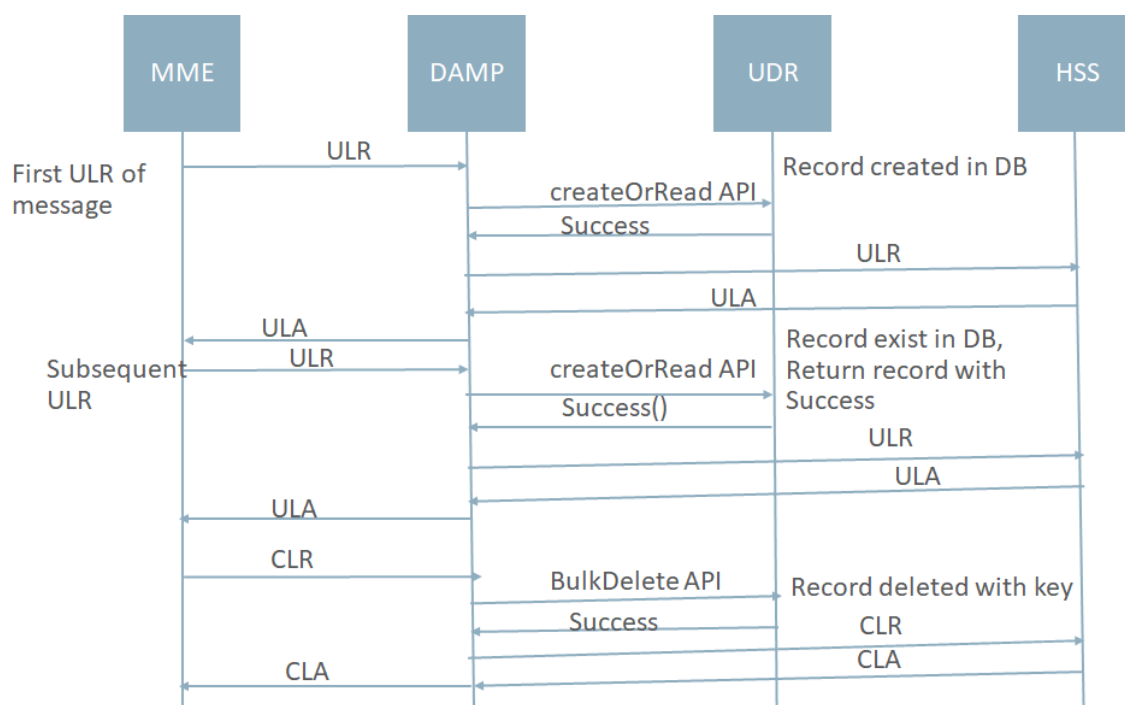 MME
DAMP
UDR
HSS
ULR
First ULR of
message
Record created in DB
createOrRead API
Success
ULR
ULA
ULA
Subsequent
ULR
ULR
Record exist in DB,
Return record with
Success
createOrRead API
Success()
ULR
ULA
ULA
CLR
BulkDelete API
Record deleted with key
Success
CLR
CLA
CLA